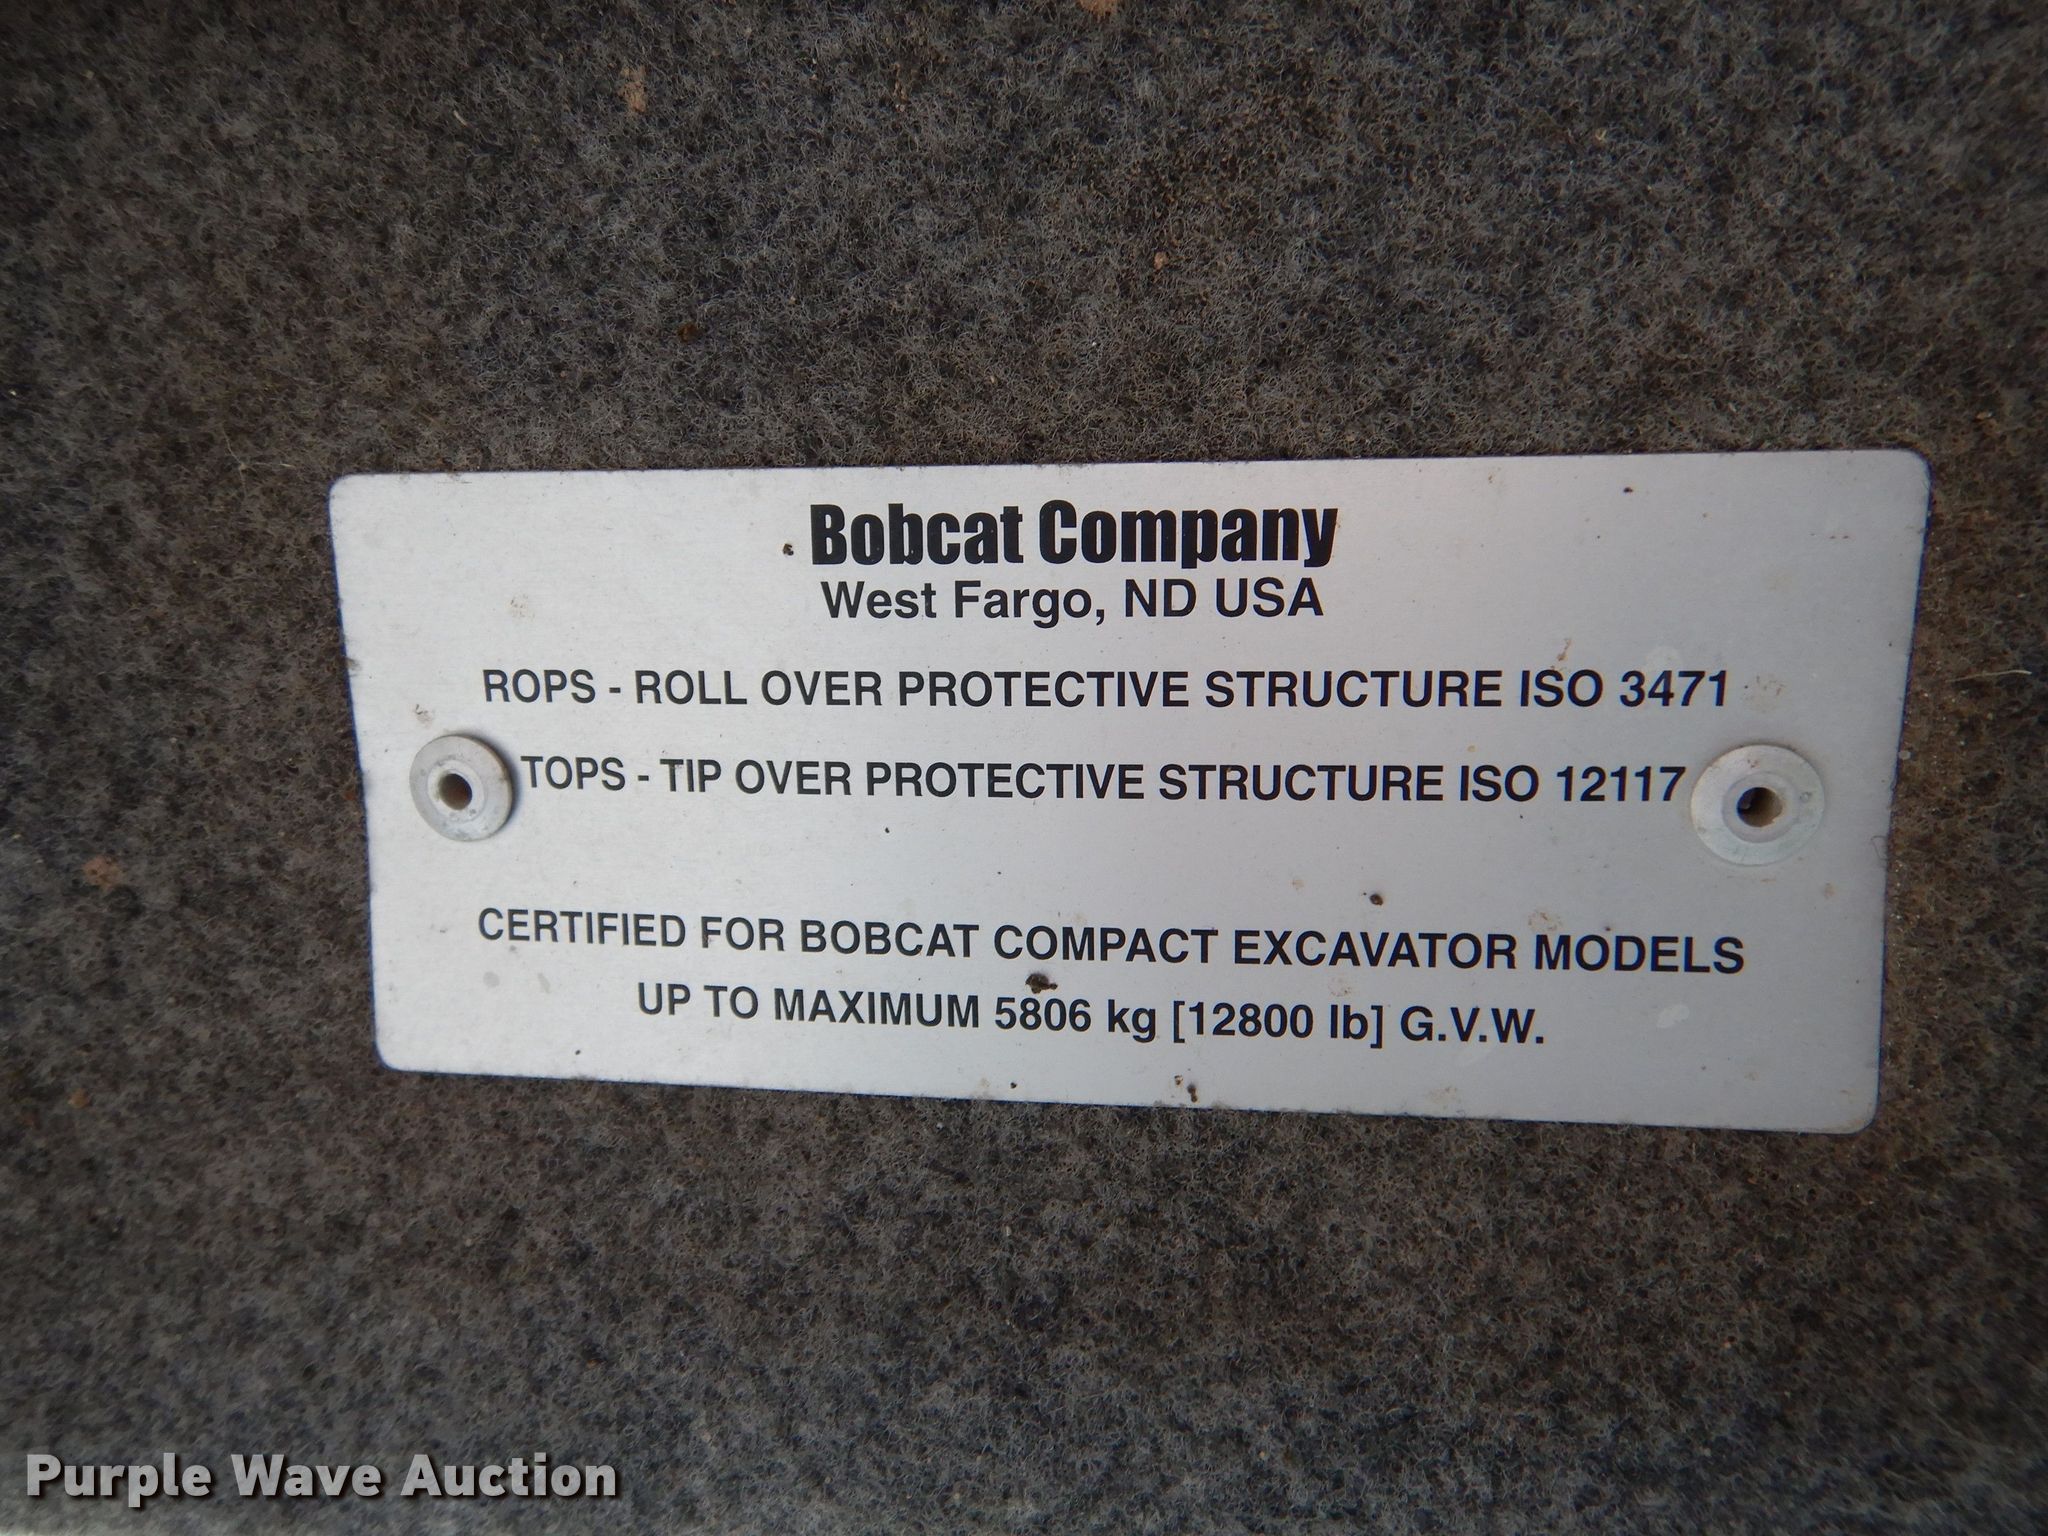 Bobcat Company
West Fargo, ND USA
ROPS - ROLL OVER PROTECTIVE STRUCTURE ISO 3471
TOPS - TIP OVER PROTECTIVE STRUCTURE ISO 12117
CERTIFIED FOR BOBCAT COMPACT EXCAVATOR MODELS
UP TO MAXIMUM 5806 kg [12800 lb] G.V.W.
Purple Wave Auction